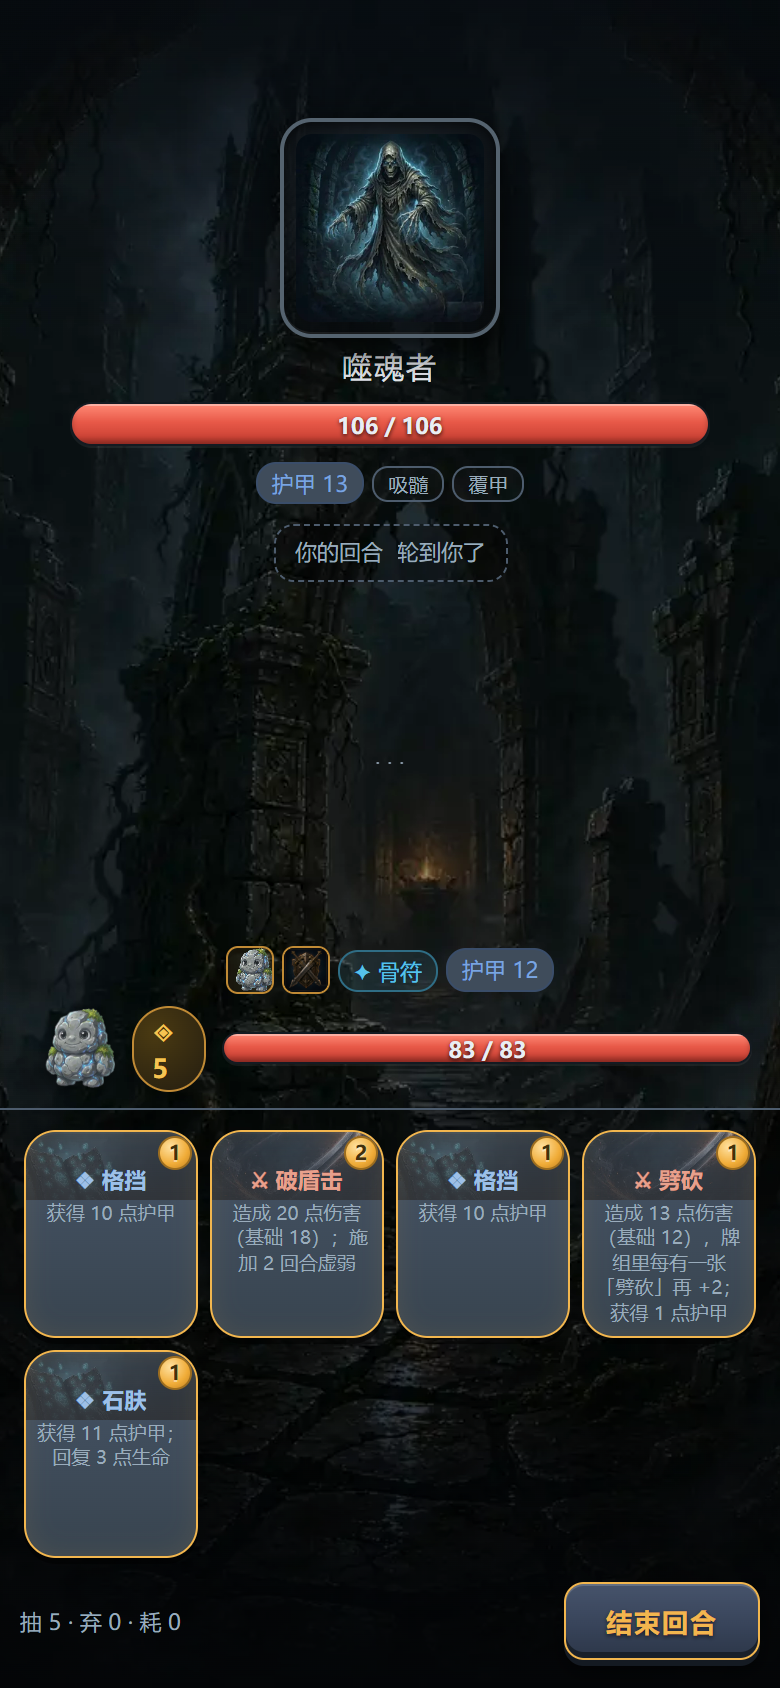 噬魂者
106 / 106
护甲 13 吸髓 覆甲
你的回合 轮到你了
...
✦ 骨符 护甲 12
◈
5
83 / 83
1
❖ 格挡
获得 10 点护甲
2
⚔ 破盾击
造成 20 点伤害
（基础 18）；施
加 2 回合虚弱
1
❖ 格挡
获得 10 点护甲
1
⚔ 劈砍
造成 13 点伤害
（基础 12），牌
组里每有一张
「劈砍」再 +2；
获得 1 点护甲
1
❖ 石肤
获得 11 点护甲；
回复 3 点生命
抽 5 · 弃 0 · 耗 0
结束回合